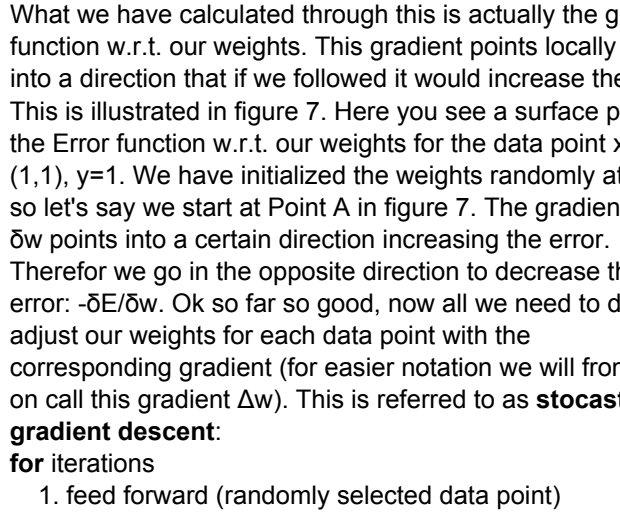 What we have calculated through this is actually the
function w.r.t. our weights. This gradient points locally
into a direction that if we followed it would increase
This is illustrated in figure 7. Here you see a surface
the Error function w.r.t. our weights for the data point
(1,1), y=1. We have initialized the weights randomly
so let's say we start at Point A in figure 7. The
δw points into a certain direction increasing the error.
Therefor we go in the opposite direction to decrease
error: -δE/δw. Ok so far so good, now all we need to
adjust our weights for each data point with the
corresponding gradient (for easier notation we will
on call this gradient Δw). This is referred to as
gradient descent:
for iterations
1. feed forward (randomly selected data point)